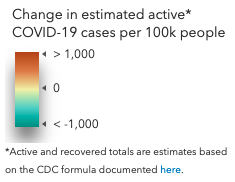 Change in estimated active*
COVID-19 cases per 100k people
> 1,000
0
< -1,000
*Active and recovered totals are estimates based
on the CDC formula documented here.